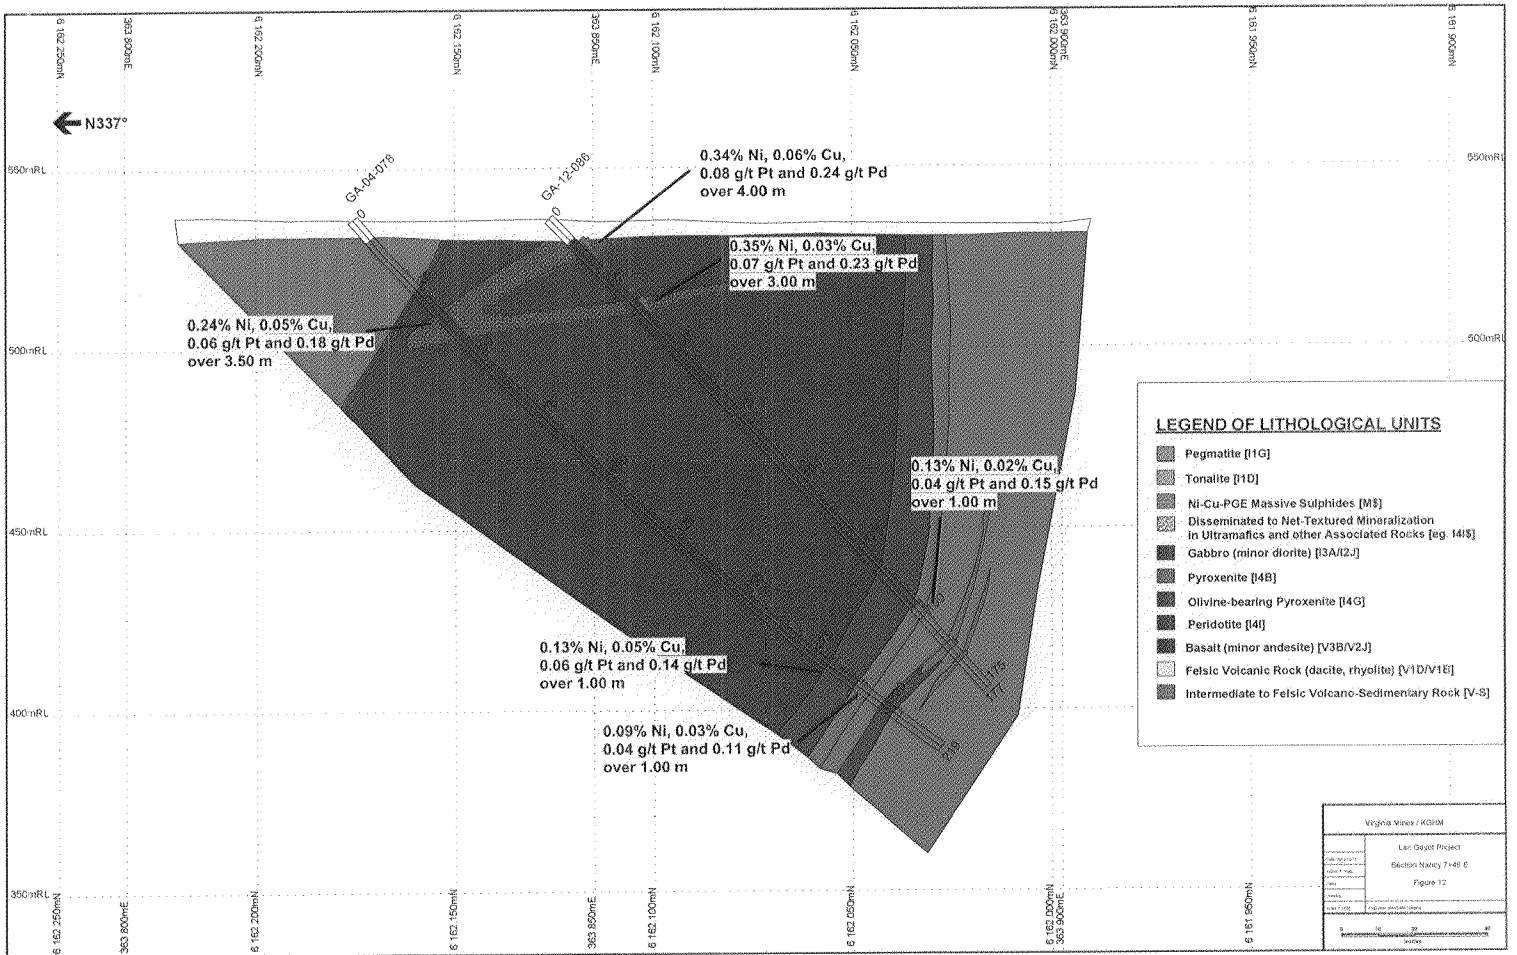 6 162 250mN
363 800mE
6 162 200mN
6 162 150mN
363 850mE
6 162 100mN
6 162 050mN
363 900mE
6 162 000mN
6 161 950mN
6 161 900mN
N337°
550mRL
550mRL
GA-04-078
0
GA-12-086
0
0.34% Ni, 0.06% Cu,
0.08 g/t Pt and 0.24 g/t Pd
over 4.00 m
0.35% Ni, 0.03% Cu,
0.07 g/t Pt and 0.23 g/t Pd
over 3.00 m
0.24% Ni, 0.05% Cu,
0.06 g/t Pt and 0.18 g/t Pd
over 3.50 m
500mRL
500mRL
LEGEND OF LITHOLOGICAL UNITS
Pegmatite [I1G]
Tonalite [I1D]
Ni-Cu-PGE Massive Sulphides [M$]
Disseminated to Net-Textured Mineralization
in Ultramafics and other Associated Rocks [eg. I4I$]
Gabbro (minor diorite) [I3A/I2J]
Pyroxenite [I4B]
Olivine-bearing Pyroxenite [I4G]
Peridotite [I4I]
Basalt (minor andesite) [V3B/V2J]
Felsic Volcanic Rock (dacite, rhyolite) [V1D/V1B]
Intermediate to Felsic Volcano-Sedimentary Rock [V-S]
0.13% Ni, 0.02% Cu,
0.04 g/t Pt and 0.15 g/t Pd
over 1.00 m
450mRL
0.13% Ni, 0.05% Cu,
0.06 g/t Pt and 0.14 g/t Pd
over 1.00 m
175
400mRL
0.09% Ni, 0.03% Cu,
0.04 g/t Pt and 0.11 g/t Pd
over 1.00 m
219
350mRL
6 162 250mN
363 800mE
6 162 200mN
6 162 150mN
363 850mE
6 162 100mN
6 162 050mN
6 162 000mN
363 900mE
6 161 950mN
Virginia Mines / KGHM
Lac Gayot Project
Section Nancy 7+48 E
Figure 12